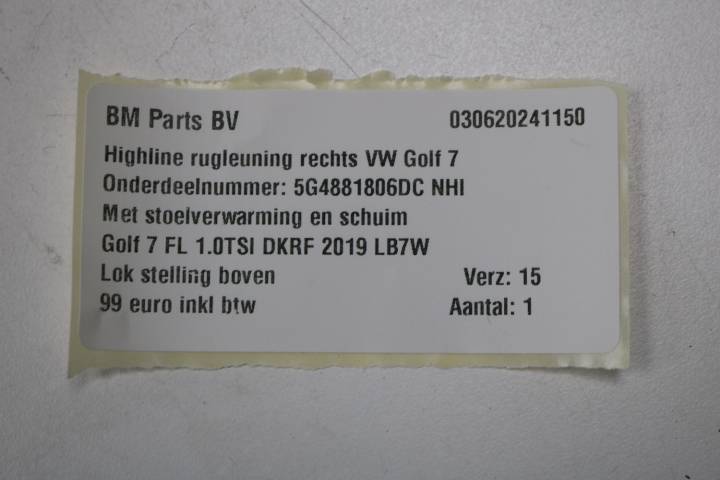 BM Parts BV 030620241150
Highline rugleuning rechts VW Golf 7
Onderdeelnummer: 5G4881806DC NHI
Met stoelverwarming en schuim
Golf 7 FL 1.0TSI DKRF 2019 LB7W
Lok stelling boven Verz: 15
99 euro inkl btw Aantal: 1